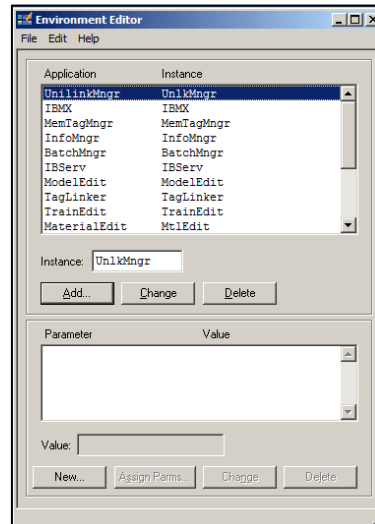 Environment Editor
File Edit Help
Application Instance
UnilinkMngr UnlkMngr
IBMX IBMX
MemTagMngr MemTagMngr
InfoMngr InfoMngr
BatchMngr BatchMngr
IBServ IBServ
ModelEdit ModelEdit
TagLinker TagLinker
TrainEdit TrainEdit
MaterialEdit MtlEdit
Instance: UnlkMngr
Add... Change Delete
Parameter Value
Value:
New... Assign Parms... Change Delete